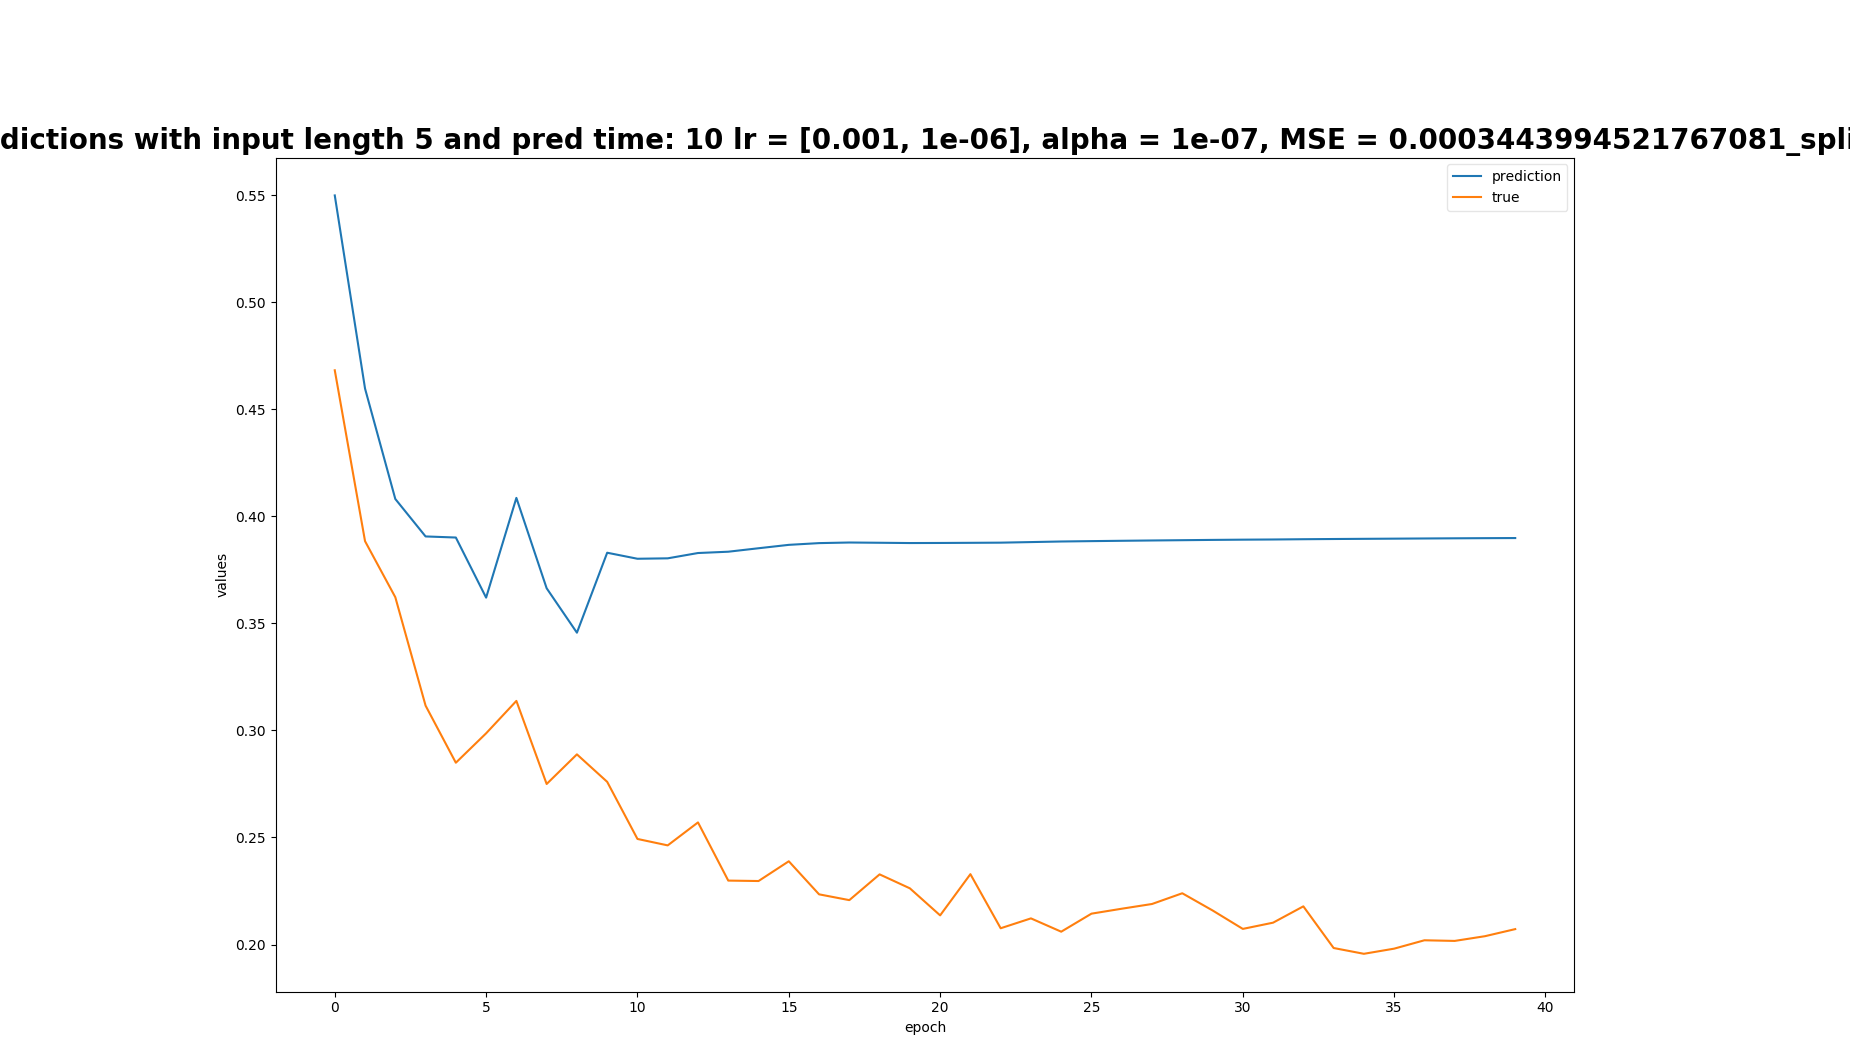 dictions with input length 5 and pred time: 10 lr = [0.001, 1e-06], alpha = 1e-07, MSE = 0.0003443994521767081_spli
prediction
true
0.55
0.50
0.45
0.40
0.35
0.30
0.25
0.20
values
0 5 10 15 20 25 30 35 40
epoch